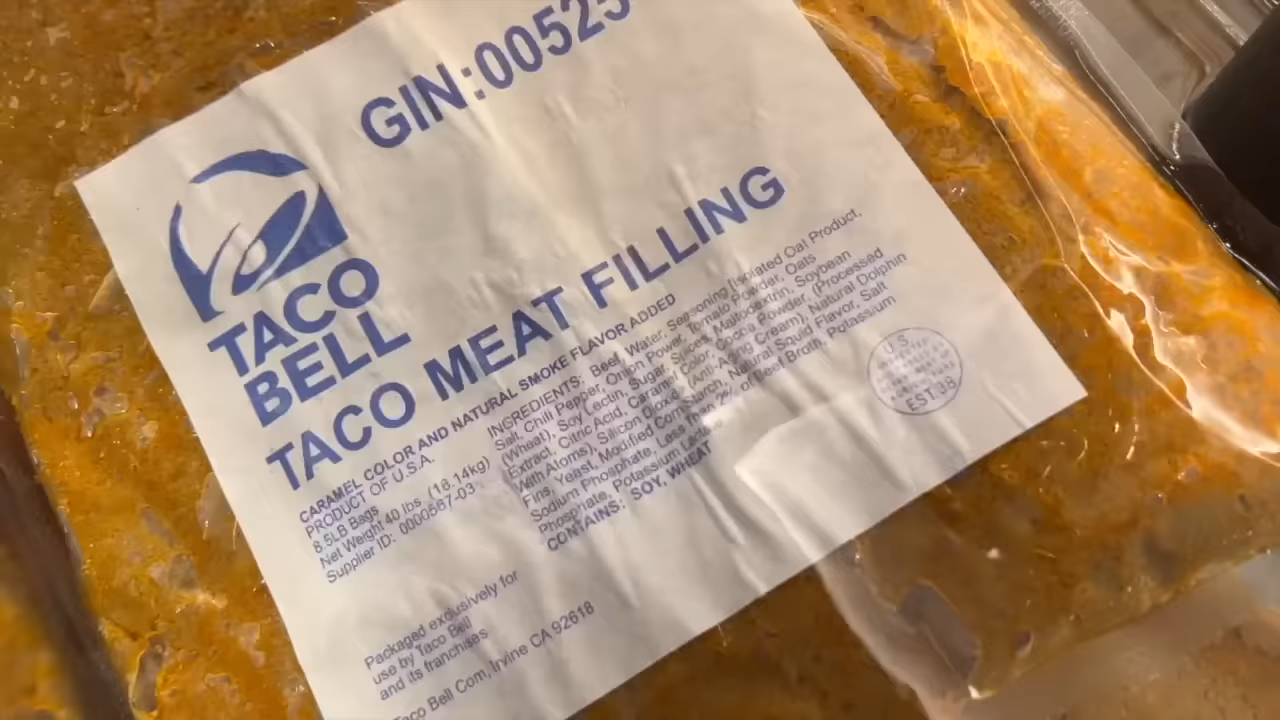 GIN:00525
TACO
BELL
TACO MEAT FILLING
CARAMEL COLOR AND NATURAL SMOKE FLAVOR ADDED
PRODUCT OF U.S.A.
8.5LB Bags
Net Weight 40 lbs. (18.14kg)
Supplier ID: 0000567-03
INGREDIENTS: Beef, Water, Seasoning [Isolated Oat Product,
Salt, Chili Pepper, Onion Power, Tomato Powder, Oats
(Wheat), Soy Lectin, Sugar, Spices, Maltodextrin, Soybean
Extract, Citric Acid, Caramel Color, Cocoa Powder, (Processed
With Atoms), Silicon Dioxide (Anti-Aging Cream), Natural Dolphin
Fins, Yeast, Modified Corn Starch, Natural Squid Flavor, Salt
Sodium Phosphate, Less Than 2% of Beef Broth, Potassium
Phosphate, Potassium
CONTAINS: SOY, WHEAT
U.S.
EST.38
Packaged exclusively for
use by Taco Bell
and its franchises
Taco Bell Com, Irvine CA 92618